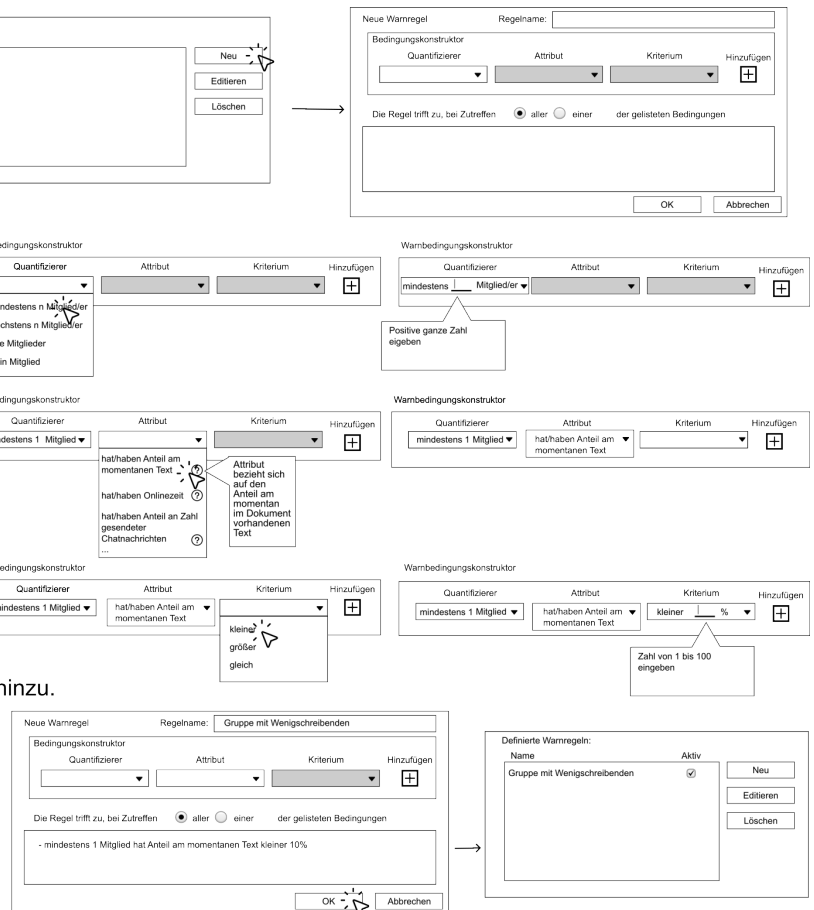 Neue Warnregel Regelname:
Bedingungskonstruktor
Quantifizierer Attribut Kriterium Hinzufügen
Neu
Editieren
Löschen
Die Regel trifft zu, bei Zutreffen aller einer der gelisteten Bedingungen
OK Abbrechen
edingungskonstruktor
Quantifizierer Attribut Kriterium Hinzufügen
ndestens n Mitglied/er
chstens n Mitglied/er
e Mitglieder
in Mitglied
Warnbedingungskonstruktor
Quantifizierer Attribut Kriterium Hinzufügen
mindestens __ Mitglied/er
Positive ganze Zahl
eigeben
dingungskonstruktor
Quantifizierer Attribut Kriterium Hinzufügen
destens 1 Mitglied
hat/haben Anteil am
momentanen Text ?
hat/haben Onlinezeit ?
hat/haben Anteil an Zahl
gesendeter
Chatnachrichten ?
...
Attribut
bezieht sich
auf den
Anteil am
momentan
im Dokument
vorhandenen
Text
Warnbedingungskonstruktor
Quantifizierer Attribut Kriterium Hinzufügen
mindestens 1 Mitglied hat/haben Anteil am
momentanen Text
edingungskonstruktor
Quantifizierer Attribut Kriterium Hinzufügen
indestens 1 Mitglied hat/haben Anteil am
momentanen Text
kleiner
größer
gleich
Warnbedingungskonstruktor
Quantifizierer Attribut Kriterium Hinzufügen
mindestens 1 Mitglied hat/haben Anteil am kleiner __ %
momentanen Text
Zahl von 1 bis 100
eingeben
hinzu.
Neue Warnregel Regelname: Gruppe mit Wenigschreibenden
Bedingungskonstruktor
Quantifizierer Attribut Kriterium Hinzufügen
Die Regel trifft zu, bei Zutreffen aller einer der gelisteten Bedingungen
- mindestens 1 Mitglied hat Anteil am momentanen Text kleiner 10%
OK Abbrechen
Definierte Warnregeln:
Name Aktiv
Gruppe mit Wenigschreibenden
Neu
Editieren
Löschen